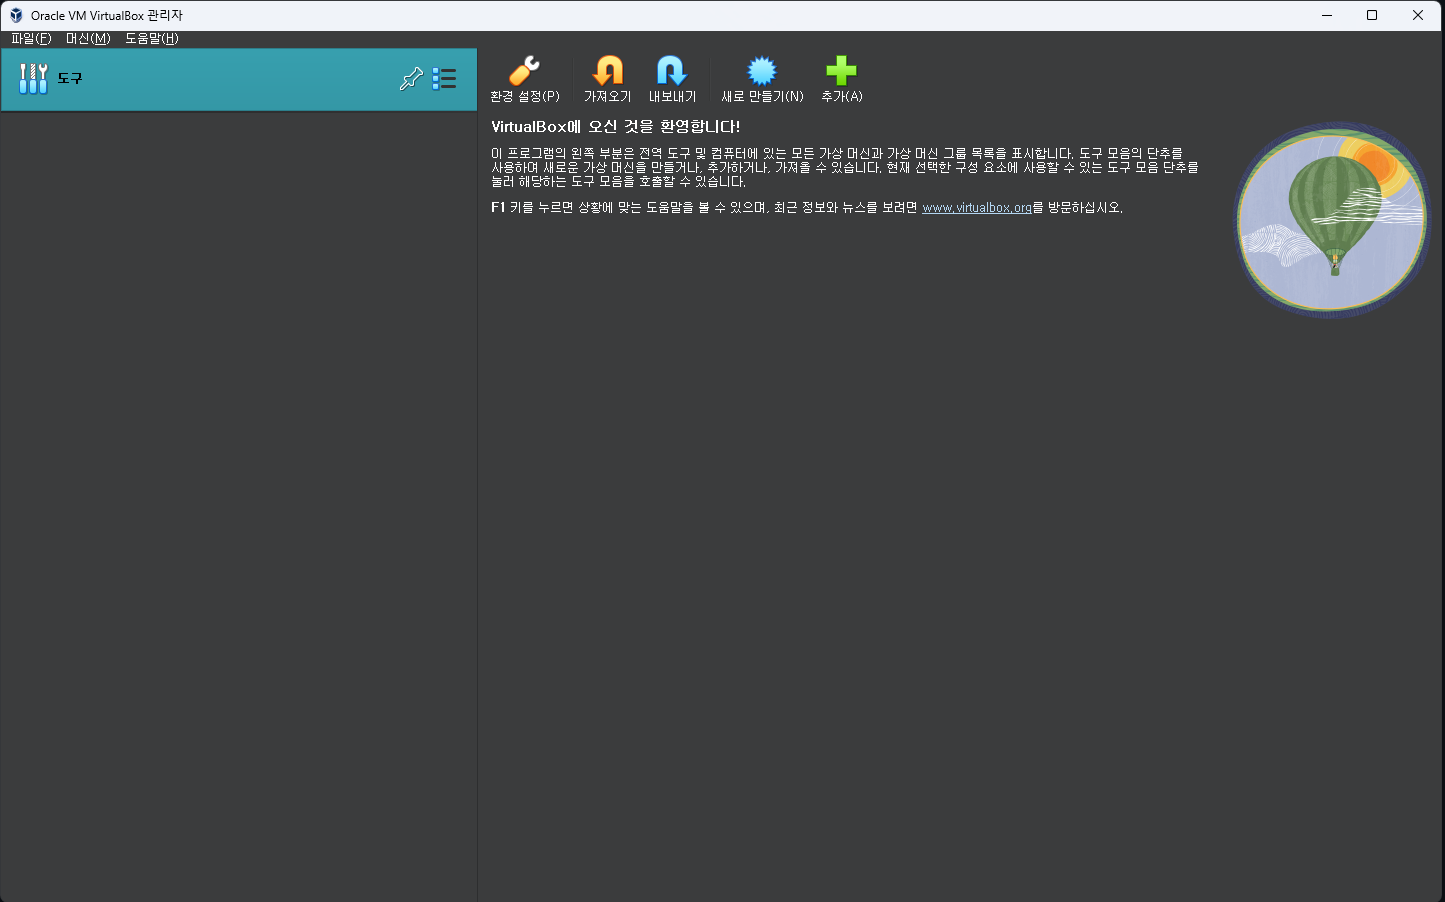 Oracle VM VirtualBox 관리자
파일(F) 머신(M) 도움말(H)
도구
환경 설정(P) 가져오기 내보내기 새로 만들기(N) 추가(A)
VirtualBox에 오신 것을 환영합니다!
이 프로그램의 왼쪽 부분은 전역 도구 및 컴퓨터에 있는 모든 가상 머신과 가상 머신 그룹 목록을 표시합니다. 도구 모음의 단추를
사용하며 새로운 가상 머신을 만들거나, 추가하거나, 가져올 수 있습니다. 현재 선택한 구성 요소에 사용할 수 있는 도구 모음 단추를
눌러 해당하는 도구 모음을 호출할 수 있습니다.
F1 키를 누르면 상황에 맞는 도움말을 볼 수 있으며, 최근 정보와 뉴스를 보려면 www.virtualbox.org를 방문하십시오.